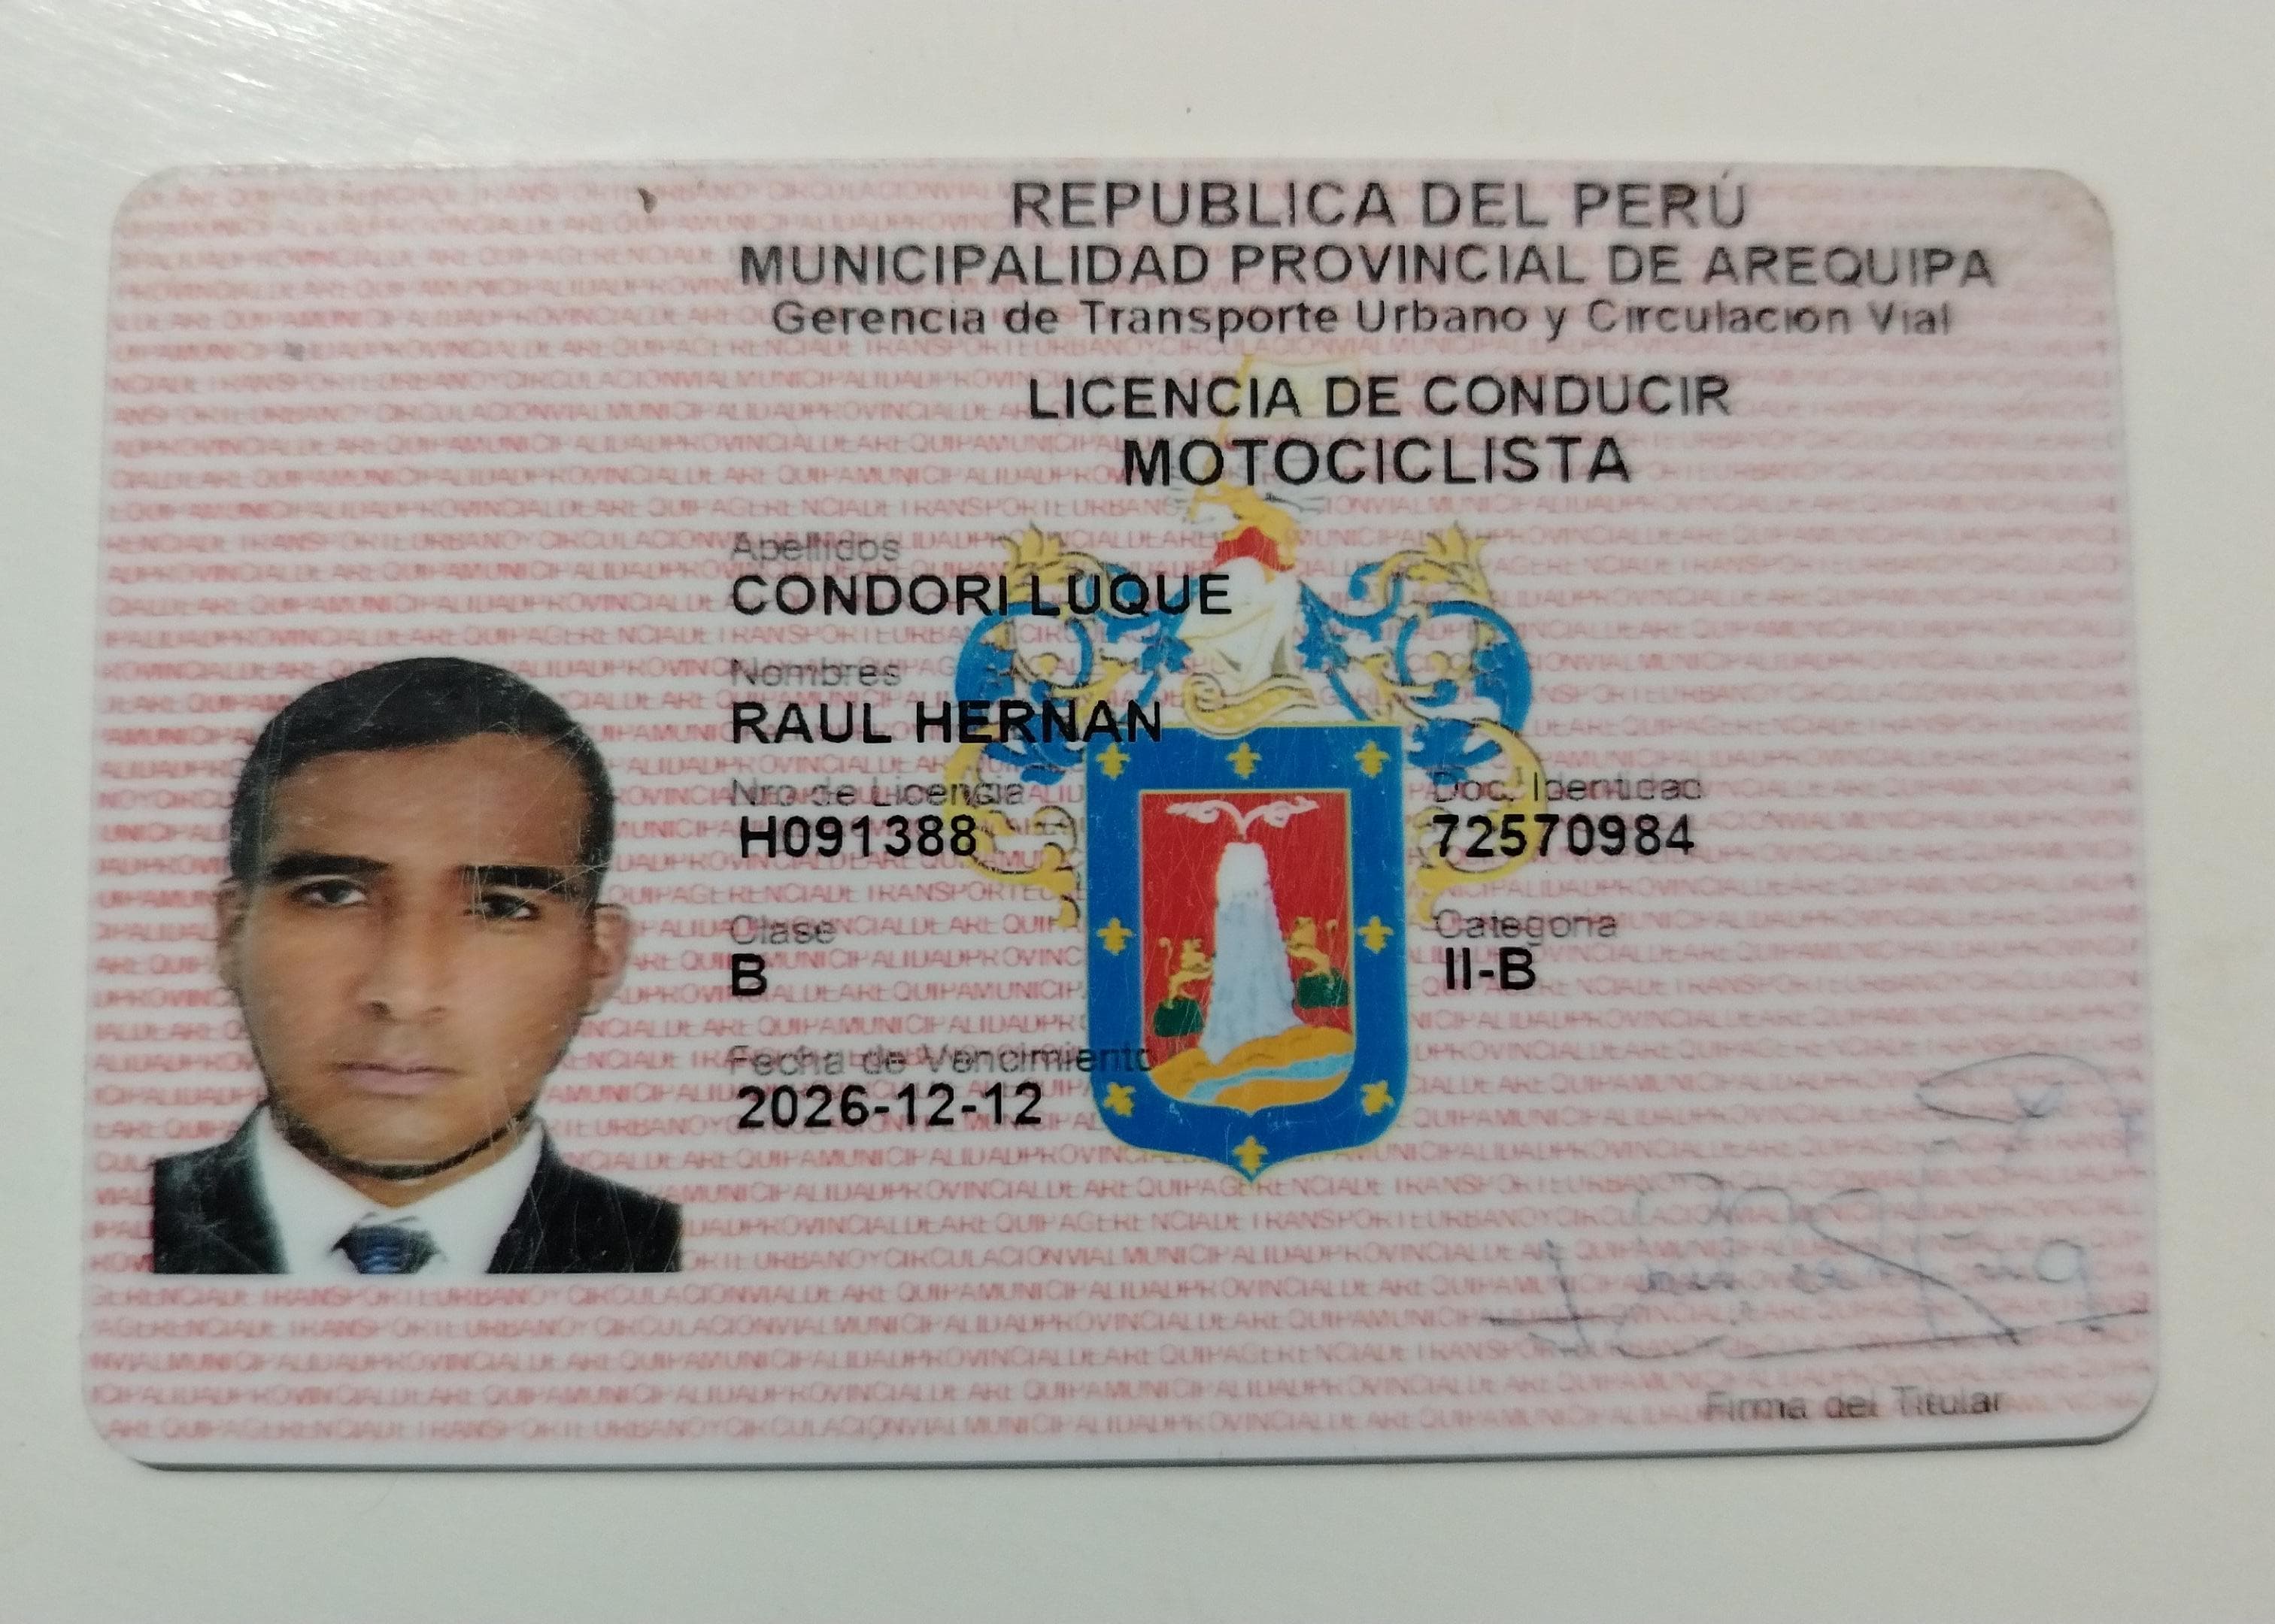 REPUBLICA DEL PERÚ
MUNICIPALIDAD PROVINCIAL DE AREQUIPA
Gerencia de Transporte Urbano y Circulación Vial
LICENCIA DE CONDUCIR
MOTOCICLISTA
Apellidos
CONDORI LUQUE
Nombres
RAUL HERNAN
Nro de Licencia
H091388
Doc. Identidad
72570984
Clase
B
Categoria
II-B
Fecha de Vencimiento
2026-12-12
Firma del Titular